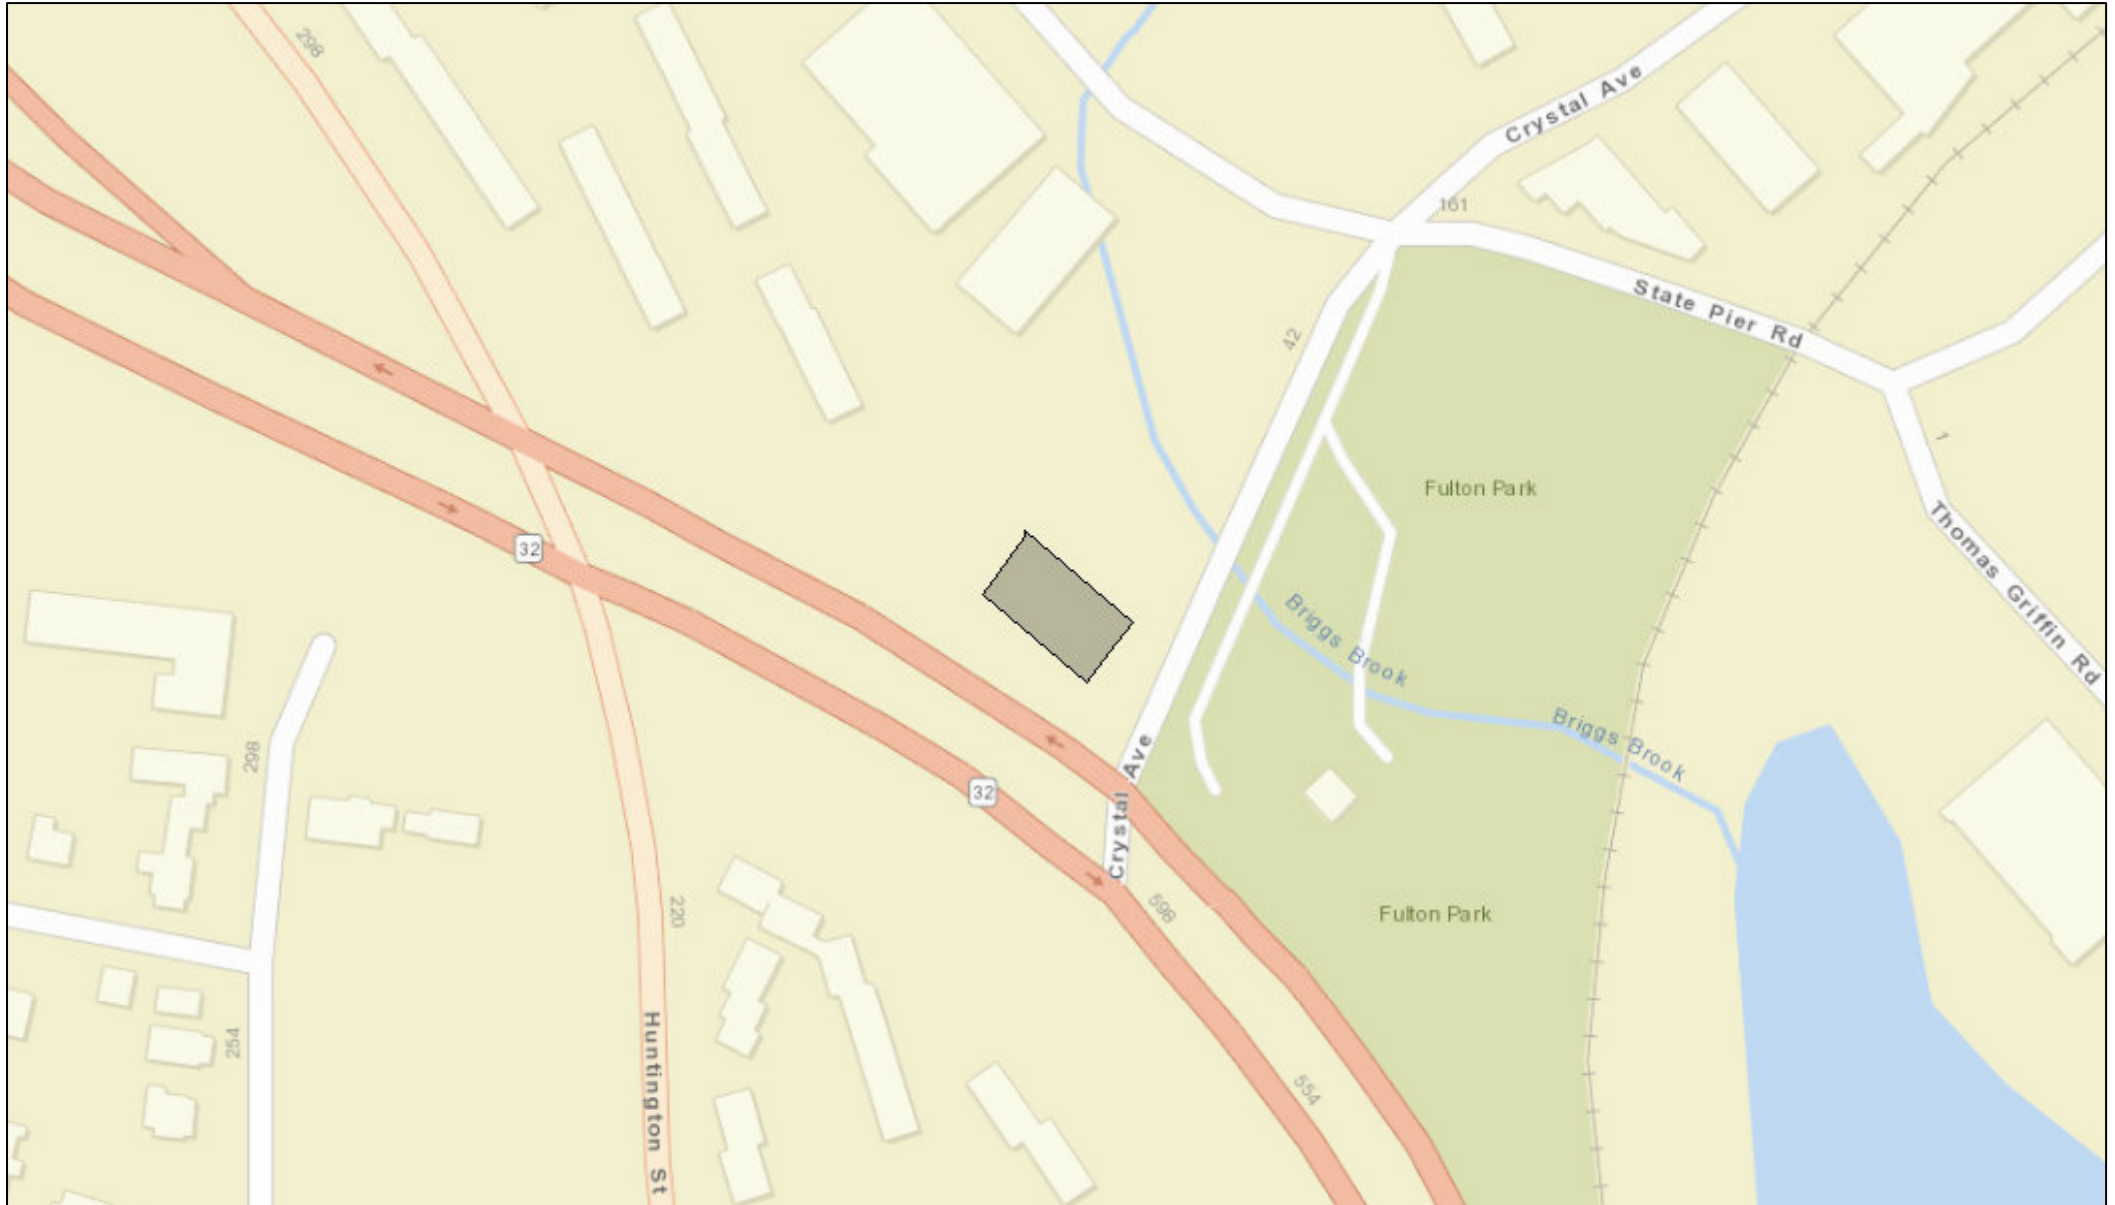 298
Crystal Ave
161
State Pier Rd
42
1
Fulton Park
Thomas Griffin Rd
32
Briggs Brook
Briggs Brook
298
Crystal Ave
32
220
598
Fulton Park
254
Huntington St
554